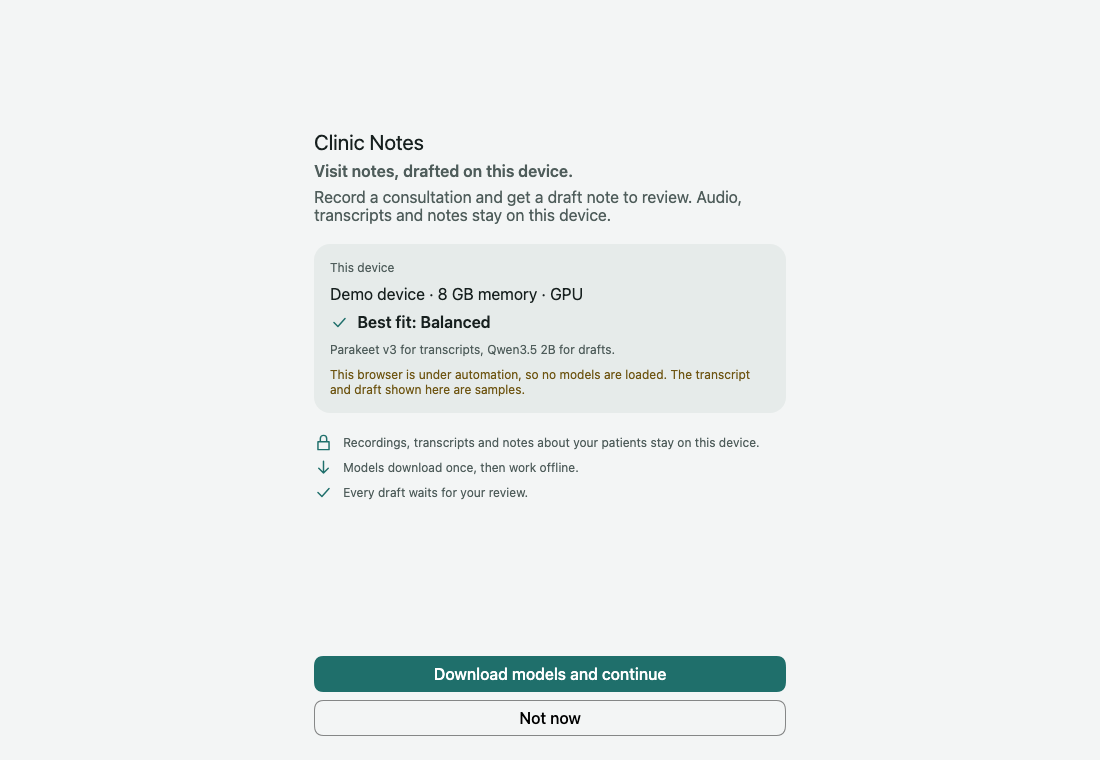 Clinic Notes
Visit notes, drafted on this device.
Record a consultation and get a draft note to review. Audio,
transcripts and notes stay on this device.
This device
Demo device · 8 GB memory · GPU
Best fit: Balanced
Parakeet v3 for transcripts, Qwen3.5 2B for drafts.
This browser is under automation, so no models are loaded. The transcript
and draft shown here are samples.
Recordings, transcripts and notes about your patients stay on this device.
Models download once, then work offline.
Every draft waits for your review.
Download models and continue
Not now